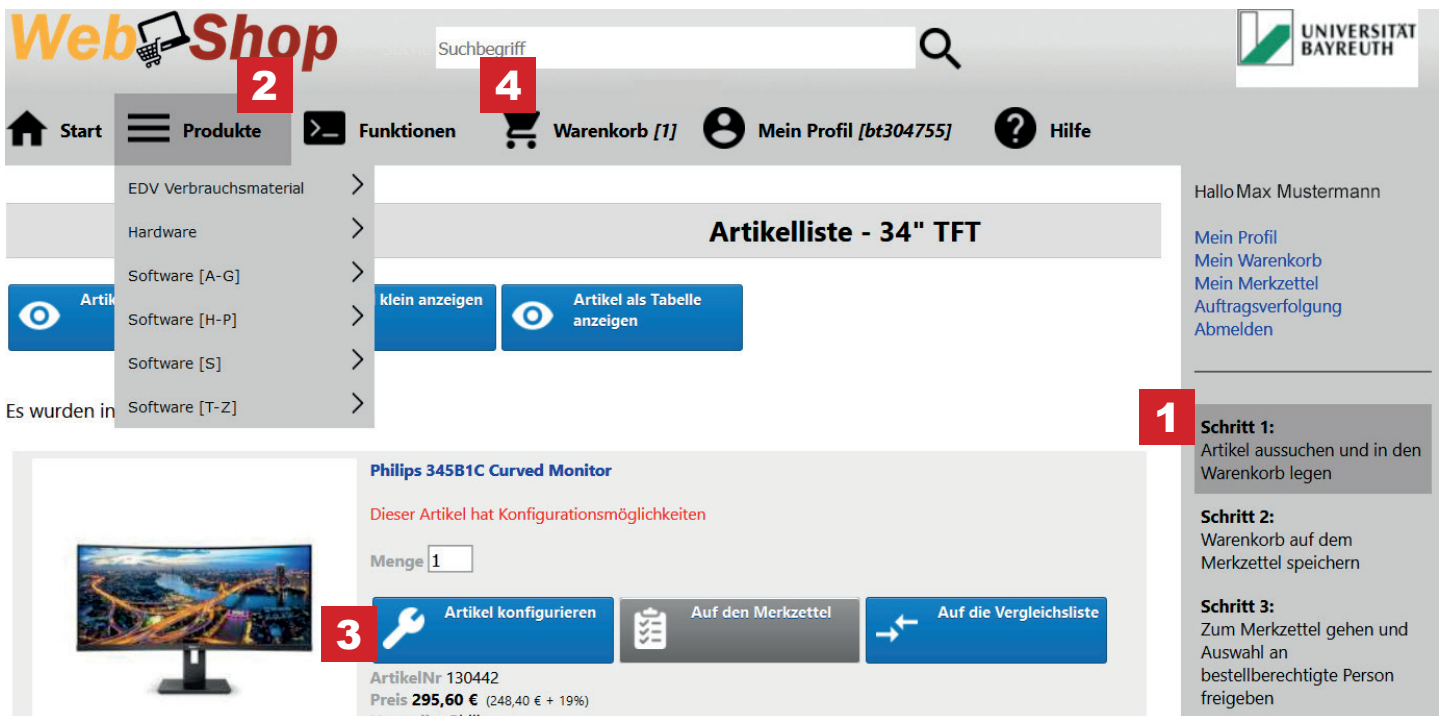 WebShop
Suchbegriff
UNIVERSITÄT
BAYREUTH
2
4
Start
Produkte
Funktionen
Warenkorb [1]
Mein Profil [bt304755]
Hilfe
EDV Verbrauchsmaterial
Hardware
Software [A-G]
Software [H-P]
Software [S]
Software [T-Z]
Artikelliste - 34" TFT
klein anzeigen
Artikel als Tabelle
anzeigen
Es wurden in
Philips 345B1C Curved Monitor
Dieser Artikel hat Konfigurationsmöglichkeiten
Menge 1
3
Artikel konfigurieren
Auf den Merkzettel
Auf die Vergleichsliste
ArtikelNr 130442
Preis 295,60 € (248,40 € + 19%)
Hallo Max Mustermann
Mein Profil
Mein Warenkorb
Mein Merkzettel
Auftragsverfolgung
Abmelden
1
Schritt 1:
Artikel aussuchen und in den
Warenkorb legen
Schritt 2:
Warenkorb auf dem
Merkzettel speichern
Schritt 3:
Zum Merkzettel gehen und
Auswahl an
bestellberechtigte Person
freigeben